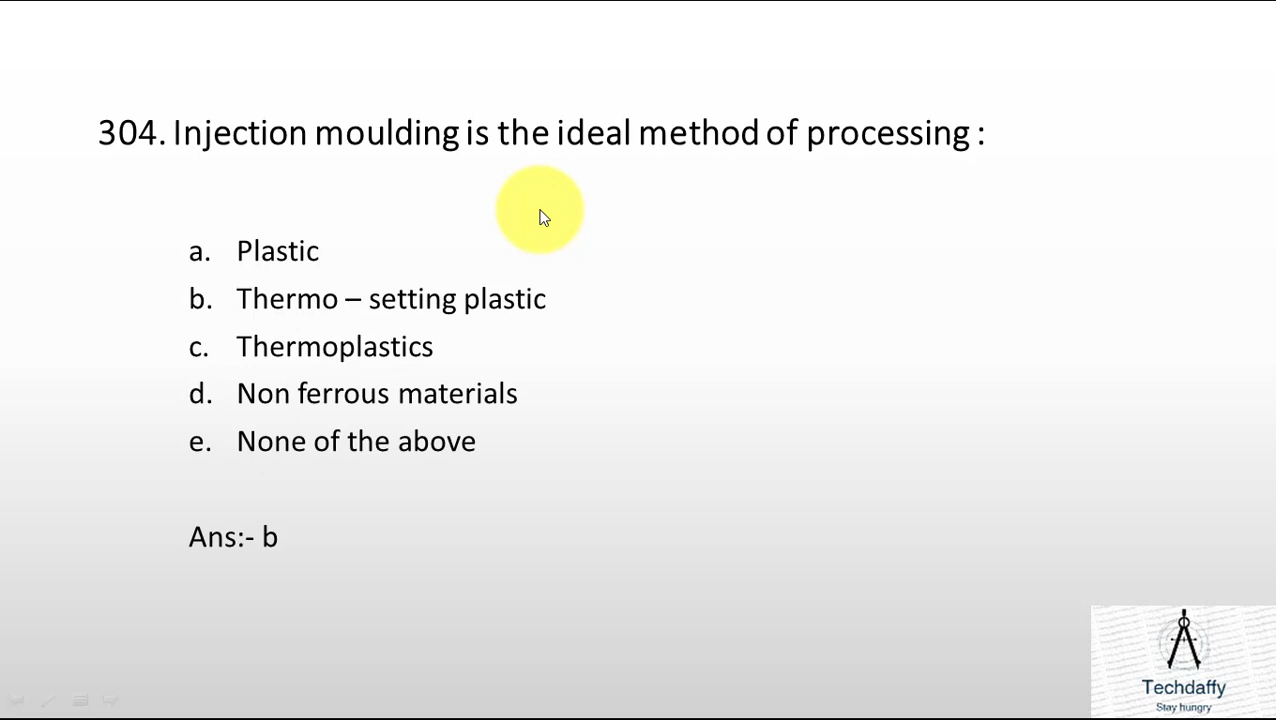 304. Injection moulding is the ideal method of processing :
a. Plastic
b. Thermo – setting plastic
c. Thermoplastics
d. Non ferrous materials
e. None of the above
Ans:- b
Techdaffy
Stay hungry